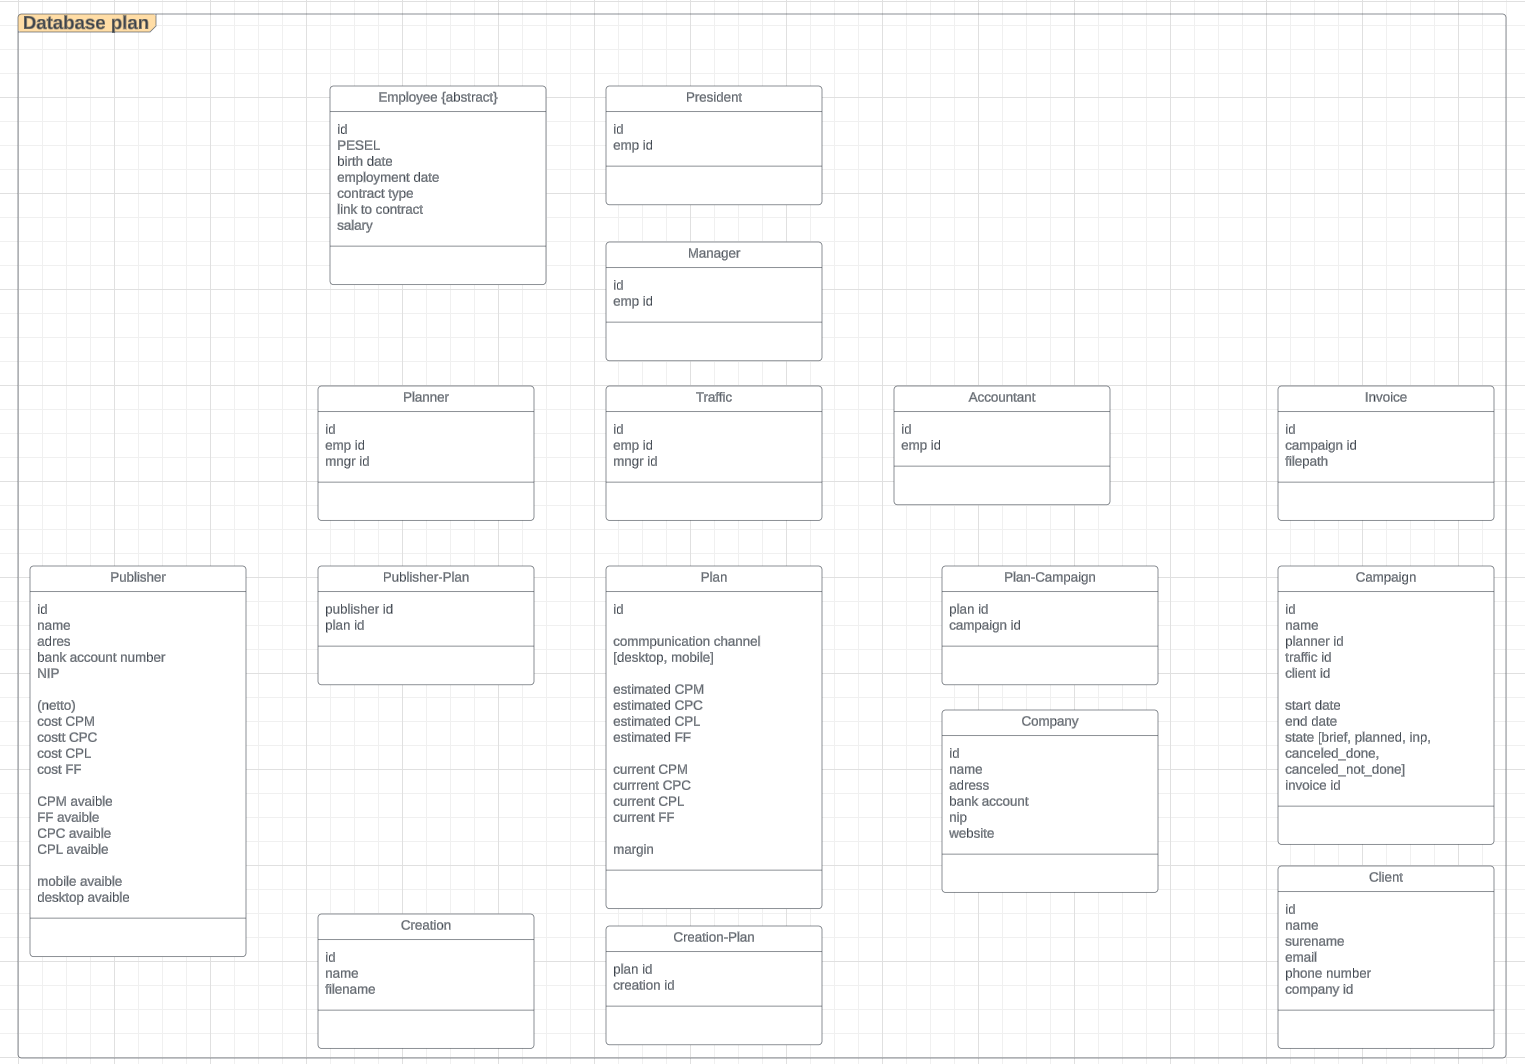 Database plan
Employee {abstract}
id
PESEL
birth date
employment date
contract type
link to contract
salary
President
id
emp id
Manager
id
emp id
Planner
id
emp id
mngr id
Traffic
id
emp id
mngr id
Accountant
id
emp id
Invoice
id
campaign id
filepath
Publisher
id
name
adres
bank account number
NIP
(netto)
cost CPM
costt CPC
cost CPL
cost FF
CPM avaible
FF avaible
CPC avaible
CPL avaible
mobile avaible
desktop avaible
Publisher-Plan
publisher id
plan id
Plan
id
commpunication channel
[desktop, mobile]
estimated CPM
estimated CPC
estimated CPL
estimated FF
current CPM
currrent CPC
current CPL
current FF
margin
Plan-Campaign
plan id
campaign id
Company
id
name
adress
bank account
nip
website
Campaign
id
name
planner id
traffic id
client id
start date
end date
state [brief, planned, inp,
canceled_done,
canceled_not_done]
invoice id
Creation
id
name
filename
Creation-Plan
plan id
creation id
Client
id
name
surename
email
phone number
company id